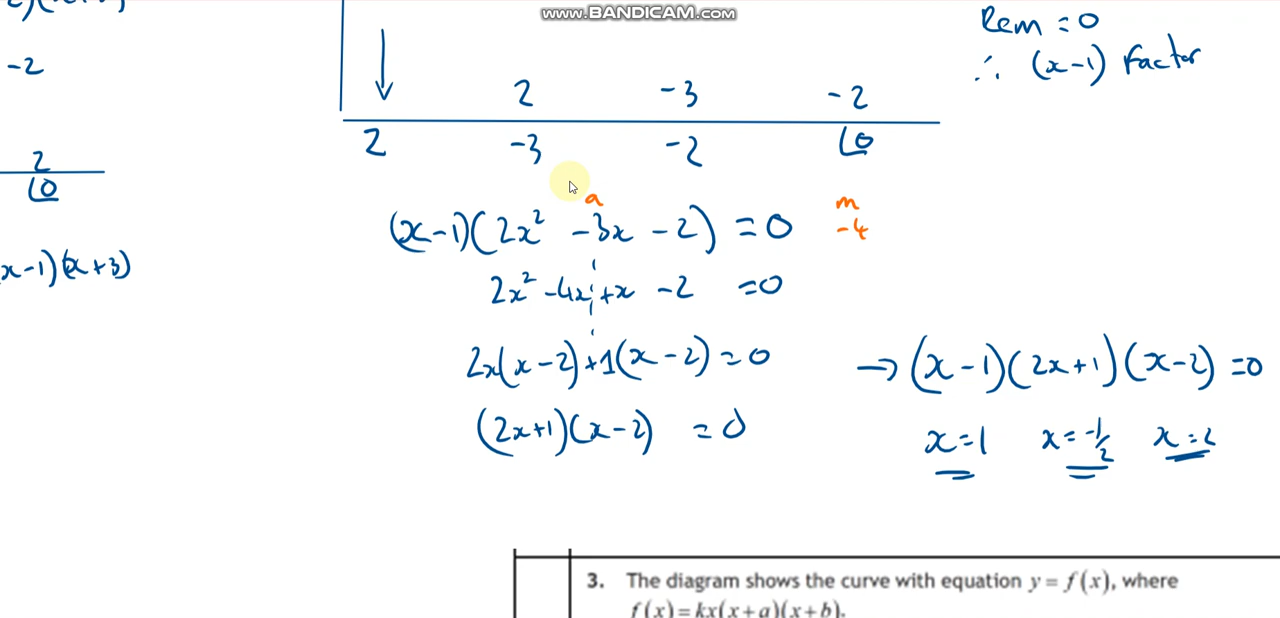 www.BANDICAM.com
Rem = 0
∴ (x-1) Factor
-2
2 -3 -2
2 -3 -2 0
2
0
a
m
(x-1)(2x² -3x -2) = 0
-4
x-1)(x+3)
2x² -4x +x -2 =0
2x(x-2)+1(x-2)=0
→ (x-1)(2x+1)(x-2)=0
(2x+1)(x-2) = 0
x=1 x=-1/2 x=2
3. The diagram shows the curve with equation y = f(x), where
f(x) = kx(x+a)(x+b).